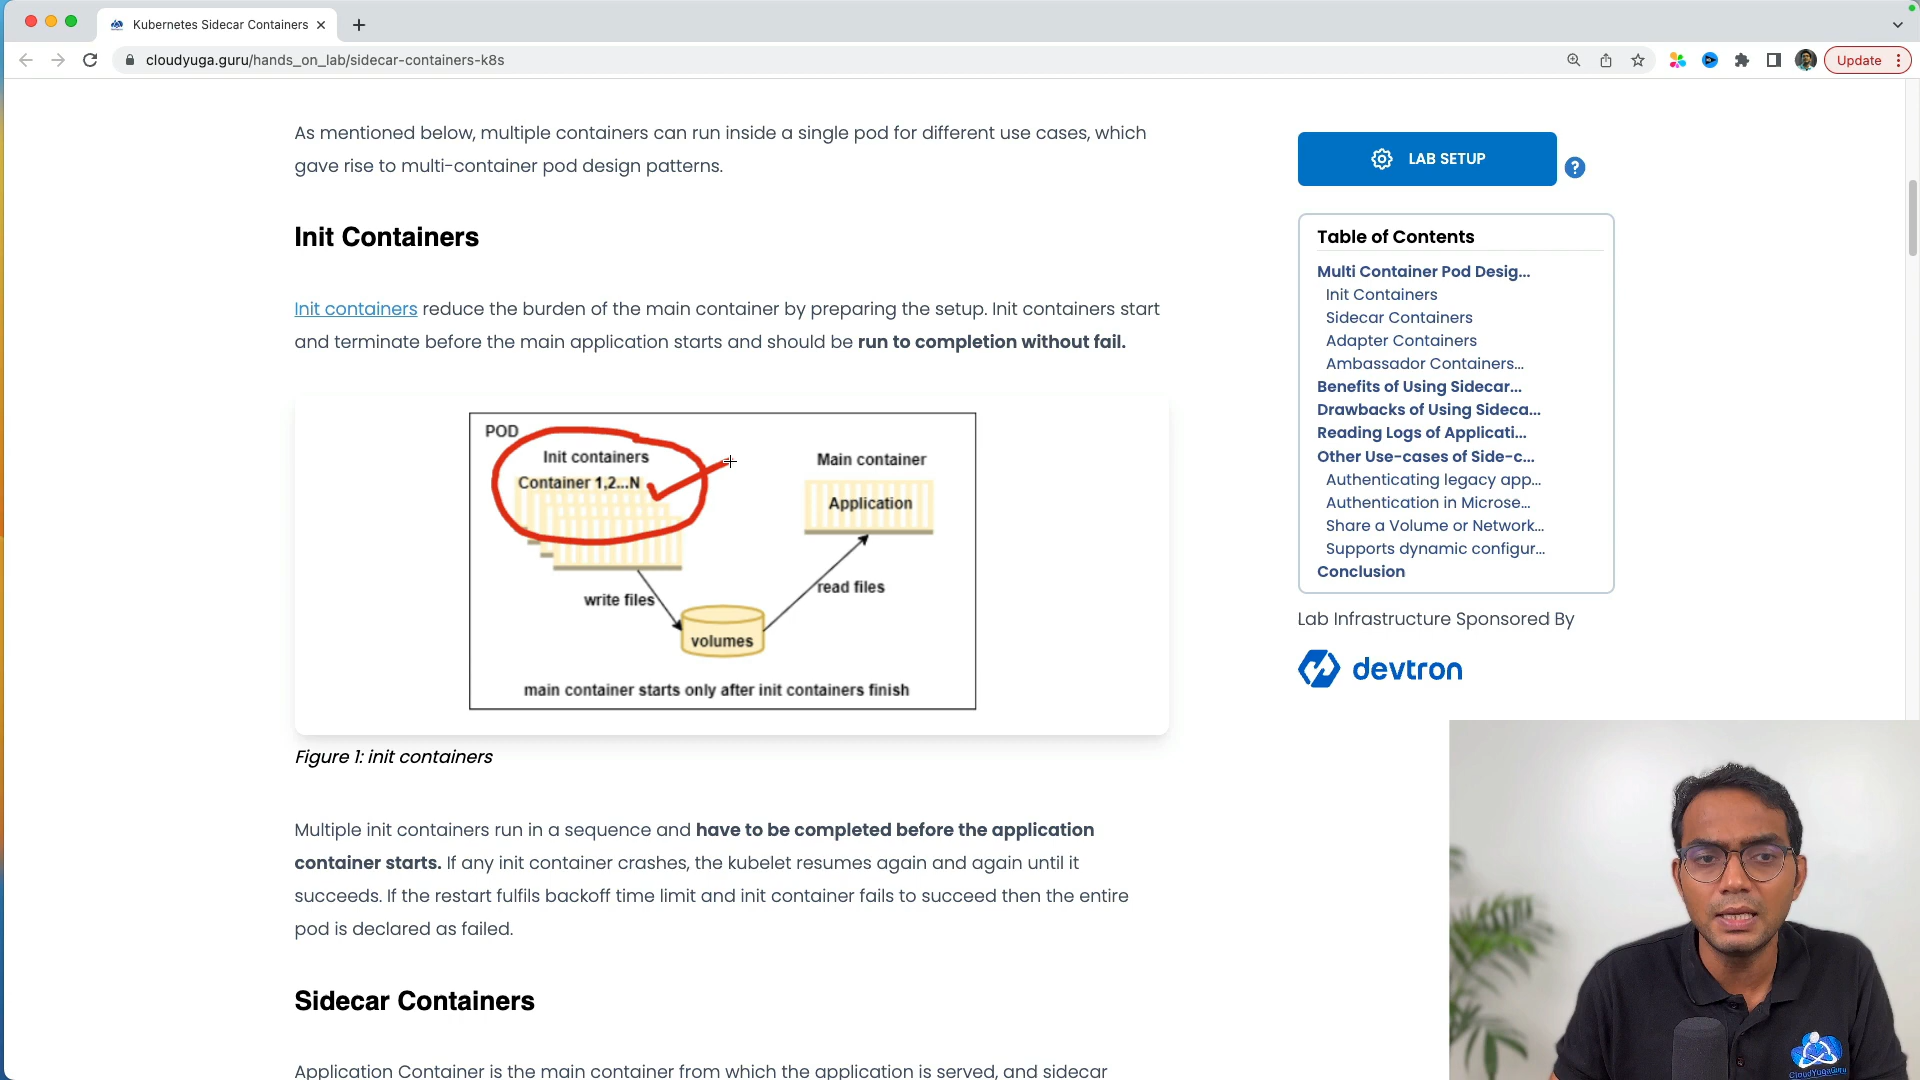 Kubernetes Sidecar Containers
cloudyuga.guru/hands_on_lab/sidecar-containers-k8s
Update
As mentioned below, multiple containers can run inside a single pod for different use cases, which
gave rise to multi-container pod design patterns.
Init Containers
Init containers reduce the burden of the main container by preparing the setup. Init containers start
and terminate before the main application starts and should be run to completion without fail.
POD
Init containers
Container 1,2...N
Main container
Application
write files
read files
volumes
main container starts only after init containers finish
Figure 1: init containers
Multiple init containers run in a sequence and have to be completed before the application
container starts. If any init container crashes, the kubelet resumes again and again until it
succeeds. If the restart fulfils backoff time limit and init container fails to succeed then the entire
pod is declared as failed.
Sidecar Containers
Application Container is the main container from which the application is served, and sidecar
LAB SETUP
?
Table of Contents
Multi Container Pod Desig...
Init Containers
Sidecar Containers
Adapter Containers
Ambassador Containers...
Benefits of Using Sidecar...
Drawbacks of Using Sideca...
Reading Logs of Applicati...
Other Use-cases of Side-c...
Authenticating legacy app...
Authentication in Microse...
Share a Volume or Network...
Supports dynamic configur...
Conclusion
Lab Infrastructure Sponsored By
devtron
CloudYugaGuru